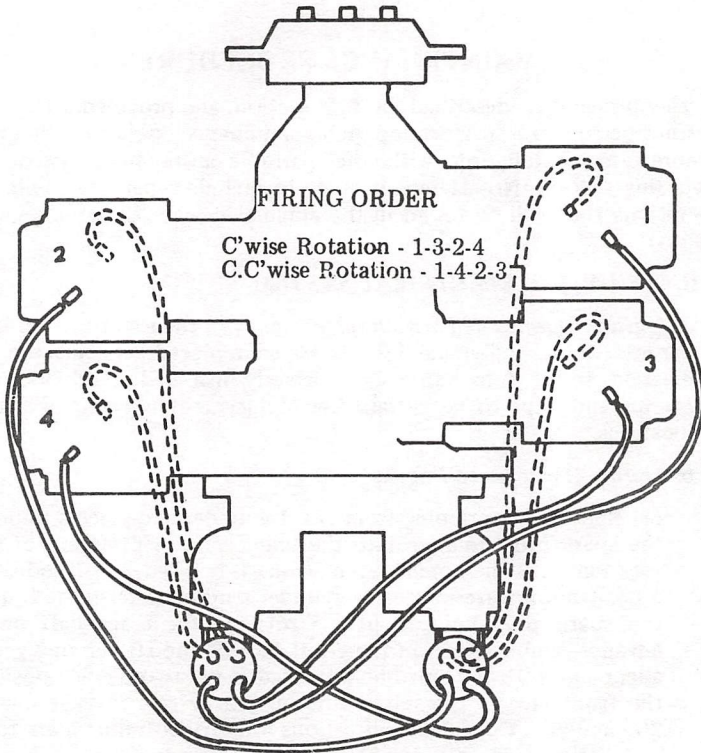 FIRING ORDER
C'wise Rotation - 1-3-2-4
C.C'wise Rotation - 1-4-2-3
1
2
3
4